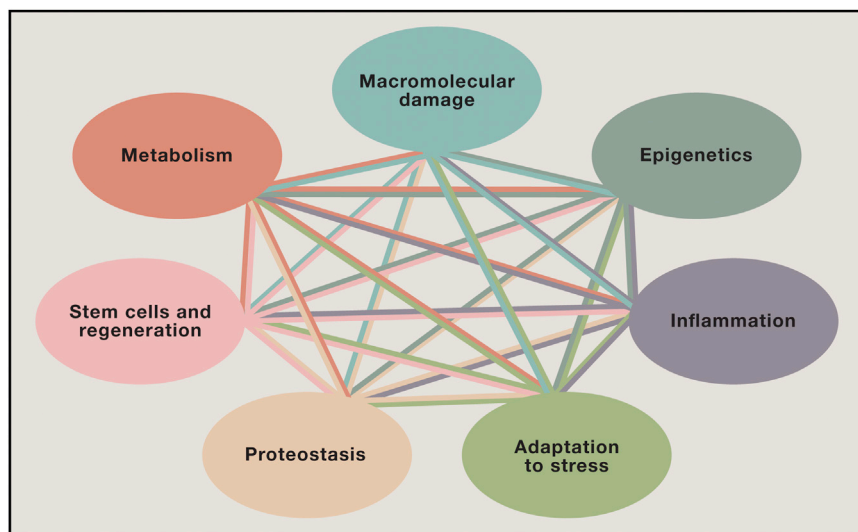 Macromolecular
damage
Metabolism
Epigenetics
Stem cells and
regeneration
Inflammation
Proteostasis
Adaptation
to stress